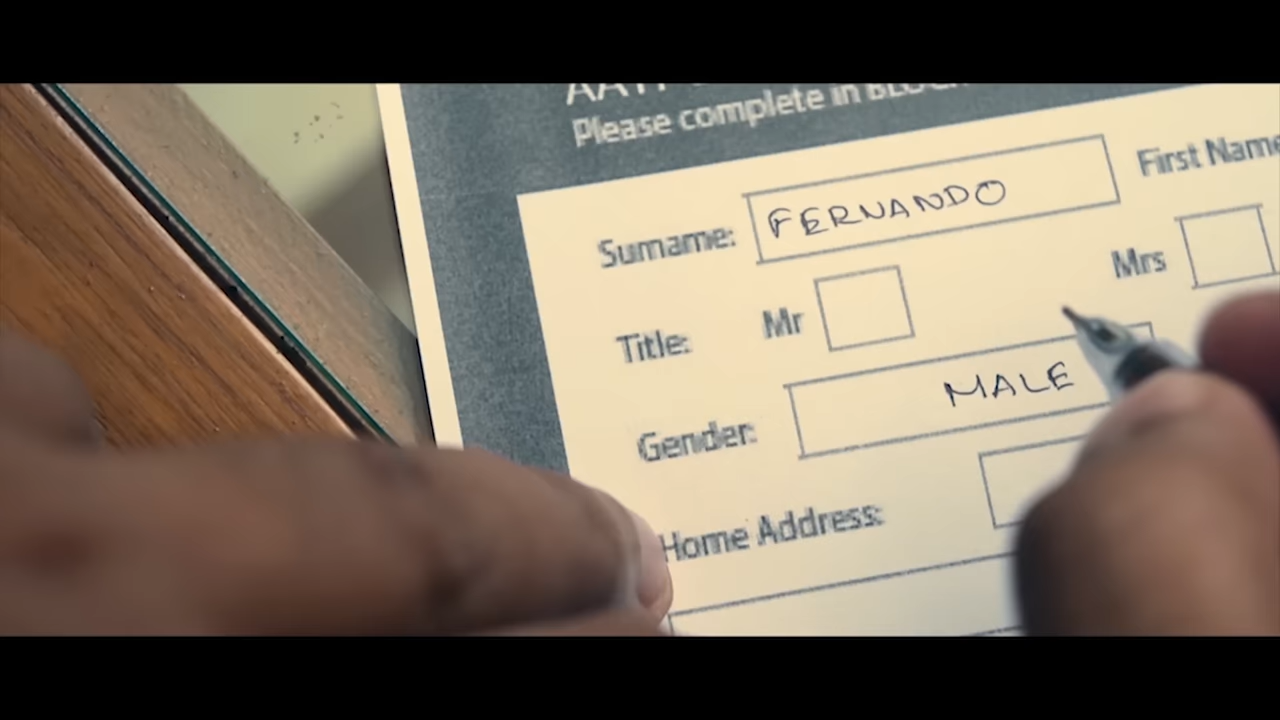 Please complete in
Surname: FERNANDO First Name
Title: Mr Mrs
Gender: MALE
Home Address: